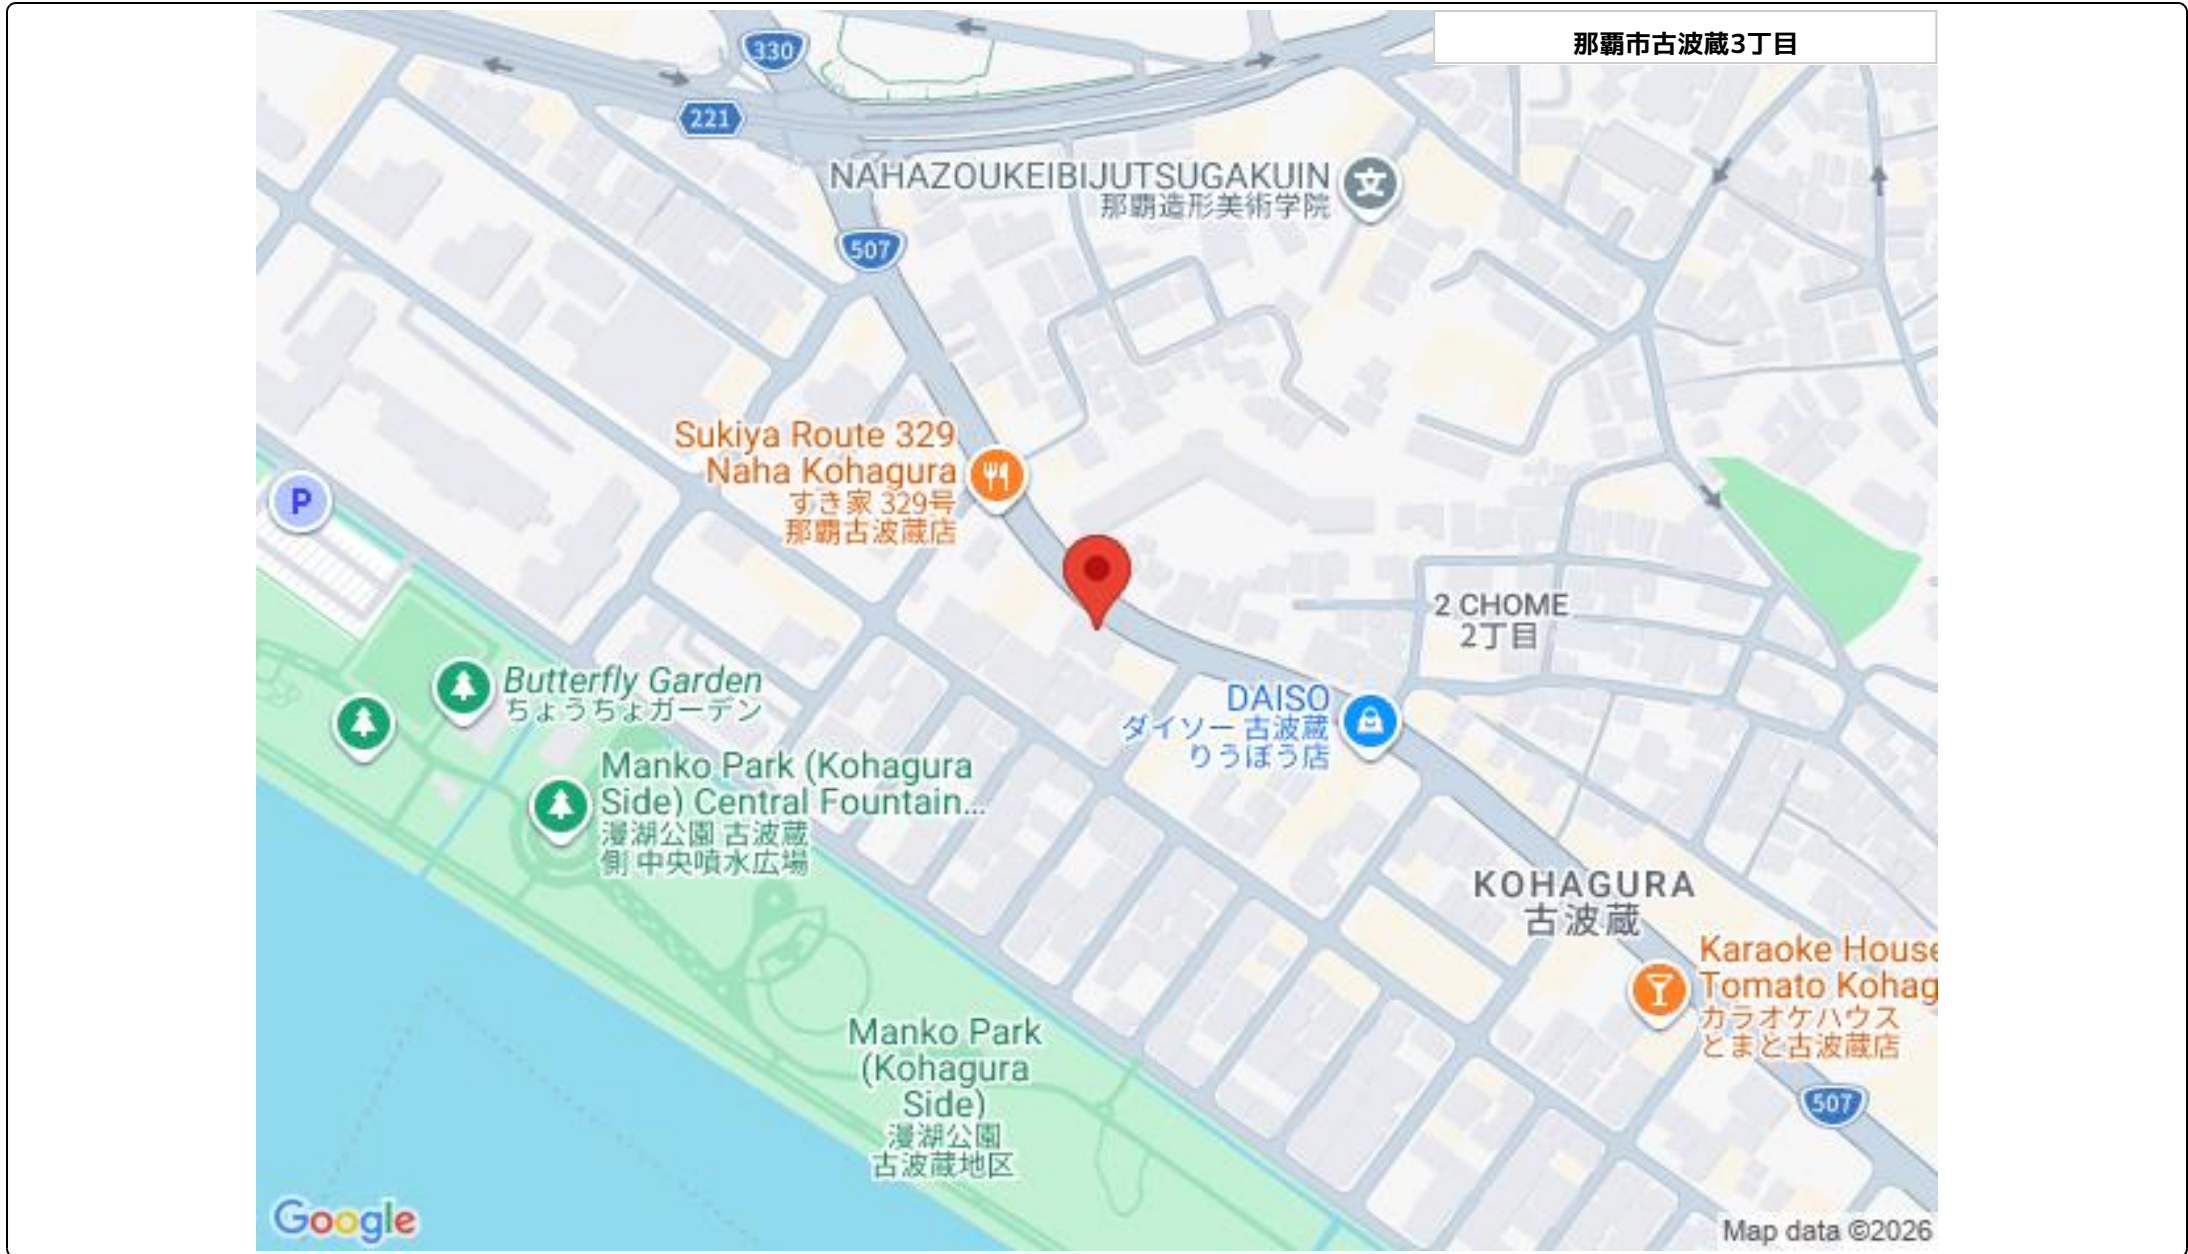 那覇市古波蔵3丁目
330
221
NAHAZOUKEIBIJUTSUGAKUIN
那覇造形美術学院
507
Sukiya Route 329
Naha Kohagura
すき家 329号
那覇古波蔵店
P
2 CHOME
2丁目
Butterfly Garden
ちょうちょガーデン
DAISO
ダイソー 古波蔵
りうぼう店
Manko Park (Kohagura
Side) Central Fountain...
漫湖公園 古波蔵
側 中央噴水広場
KOHAGURA
古波蔵
Karaoke House
Tomato Kohag
カラオケハウス
とまと古波蔵店
Manko Park
(Kohagura
Side)
漫湖公園
古波蔵地区
507
Google
Map data ©2026